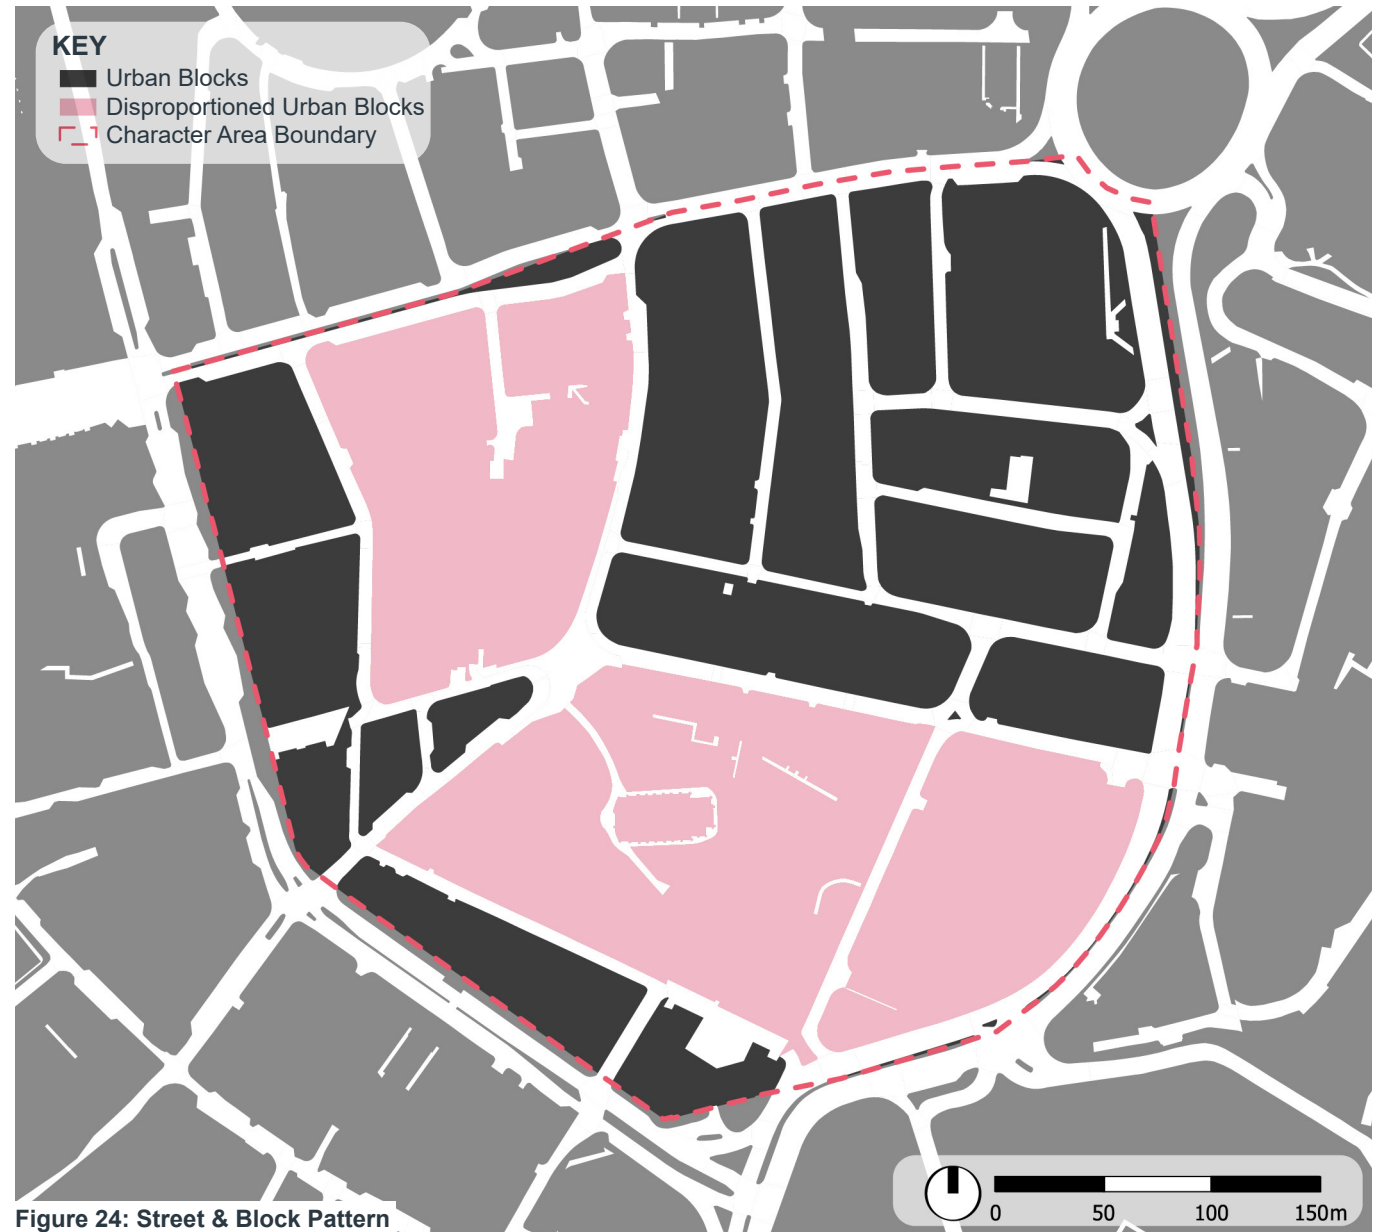 KEY
Urban Blocks
Disproportioned Urban Blocks
Character Area Boundary
0 50 100 150m
Figure 24: Street & Block Pattern